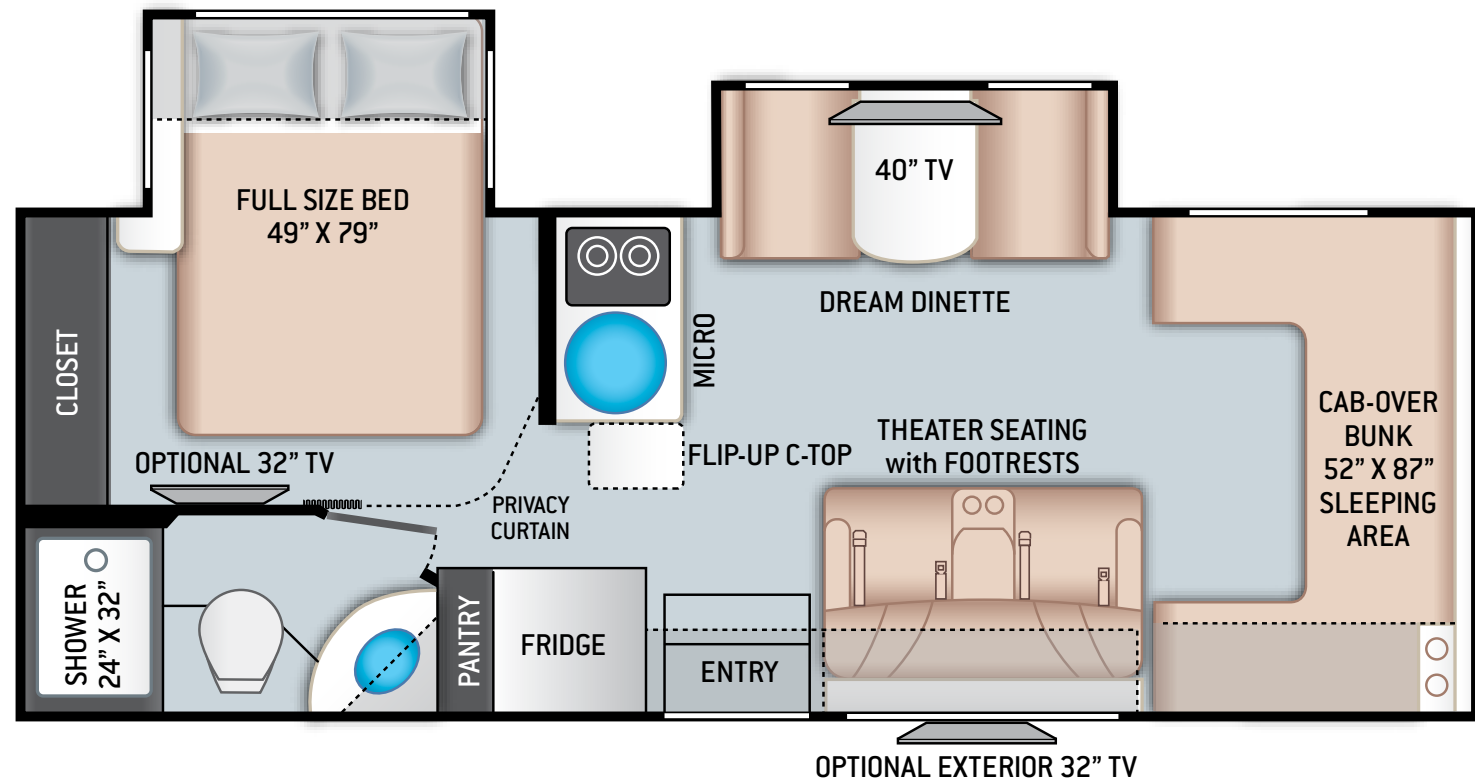 FULL SIZE BED
49” X 79”
40” TV
DREAM DINETTE
MICRO
CLOSET
OPTIONAL 32” TV
FLIP-UP C-TOP
PRIVACY
CURTAIN
THEATER SEATING
with FOOTRESTS
CAB-OVER
BUNK
52” X 87”
SLEEPING
AREA
SHOWER
24” X 32”
PANTRY
FRIDGE
ENTRY
OPTIONAL EXTERIOR 32” TV